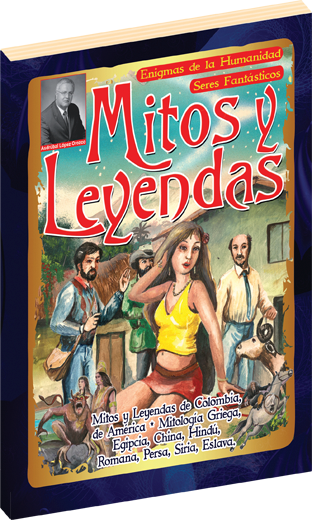 Enigmas de la Humanidad
Seres Fantásticos
Asdrúbal López Orozco
Mitos y
Leyendas
Mitos y Leyendas de Colombia,
de América • Mitología Griega,
Egipcia, China, Hindú,
Romana, Persa, Siria, Eslava.